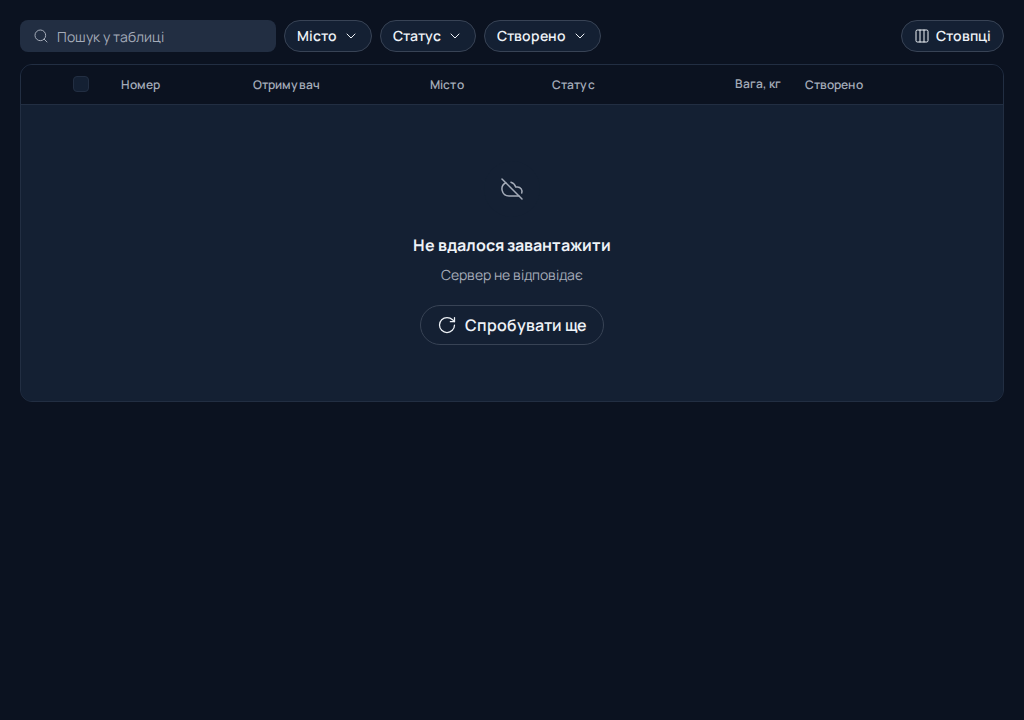 Пошук у таблиці
Місто
Статус
Створено
Стовпці
Номер
Отримувач
Місто
Статус
Вага, кг
Створено
Не вдалося завантажити
Сервер не відповідає
Спробувати ще